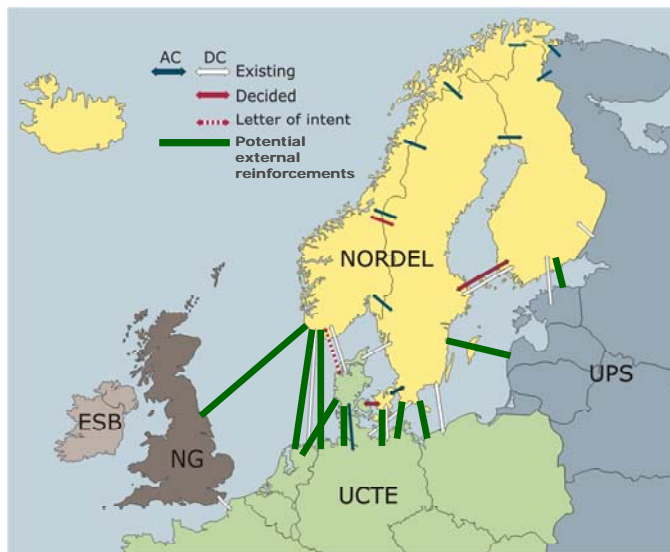 AC DC
Existing
Decided
Letter of intent
Potential
external
reinforcements
NORDEL
UPS
ESB
NG
UCTE